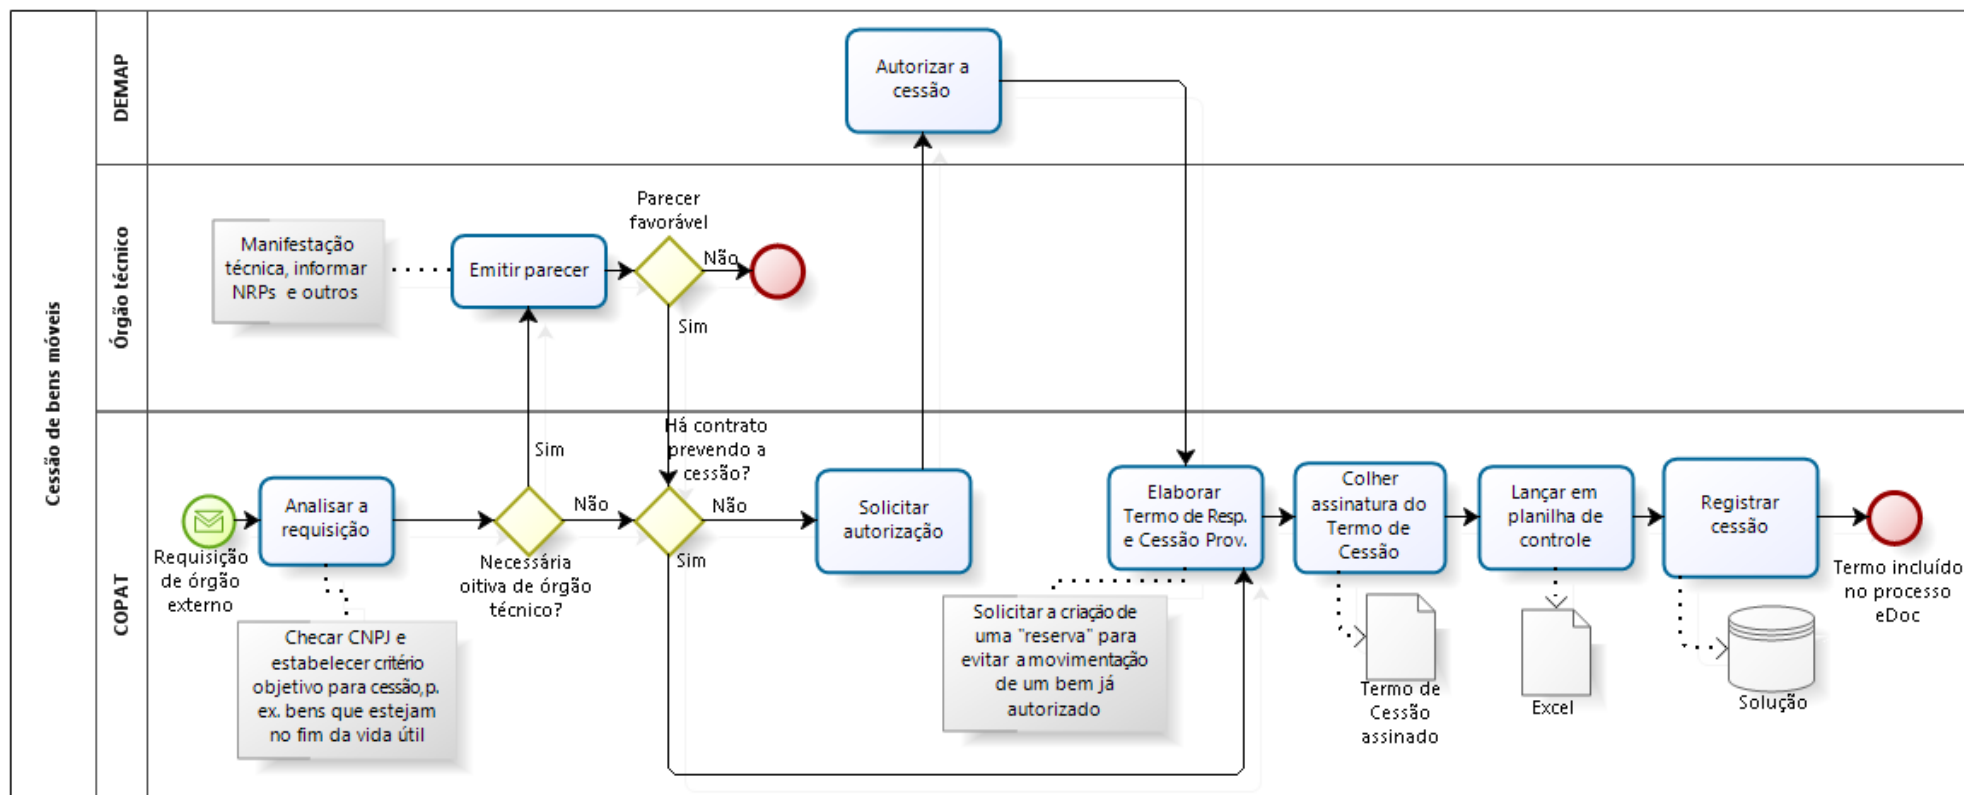 Cessão de bens móveis
DEMAP
Autorizar a
cessão
Órgão técnico
Manifestação
técnica, informar
NRPs e outros
Emitir parecer
Parecer
favorável
Não
Sim
COPAT
Requisição
de órgão
externo
Analisar a
requisição
Checar CNPJ e
estabelecer critério
objetivo para cessão, p.
ex. bens que estejam
no fim da vida útil
Sim
Não
Necessária
oitiva de órgão
técnico?
Há contrato
prevendo a
cessão?
Não
Sim
Solicitar
autorização
Elaborar
Termo de Resp.
e Cessão Prov.
Solicitar a criação de
uma "reserva" para
evitar a movimentação
de um bem já
autorizado
Colher
assinatura do
Termo de
Cessão
Termo de
Cessão
assinado
Lançar em
planilha de
controle
Excel
Registrar
cessão
Solução
Termo incluído
no processo
eDoc